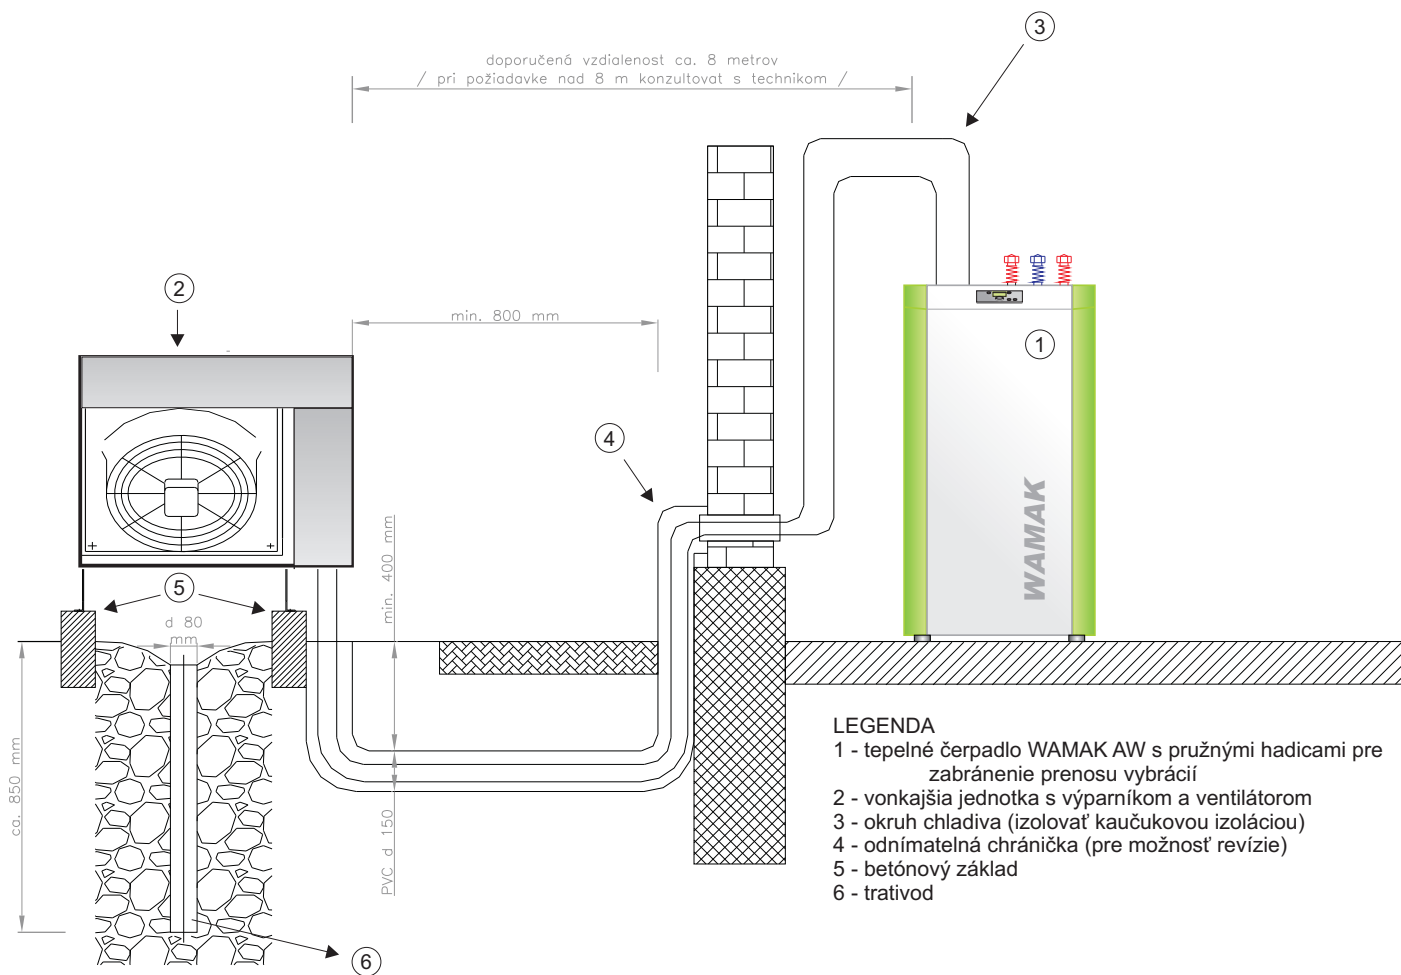 3
doporučená vzdialenost ca. 8 metrov
/ pri požiadavke nad 8 m konzultovat s technikom /
2
min. 800 mm
1
4
WAMAK
min. 400 mm
5
d 80
mm
ca. 850 mm
PVC d 150
6
LEGENDA
1 - tepelné čerpadlo WAMAK AW s pružnými hadicami pre
zabránenie prenosu vybrácií
2 - vonkajšia jednotka s výparníkom a ventilátorom
3 - okruh chladiva (izolovať kaučukovou izoláciou)
4 - odnímatelná chránička (pre možnosť revízie)
5 - betónový základ
6 - trativod